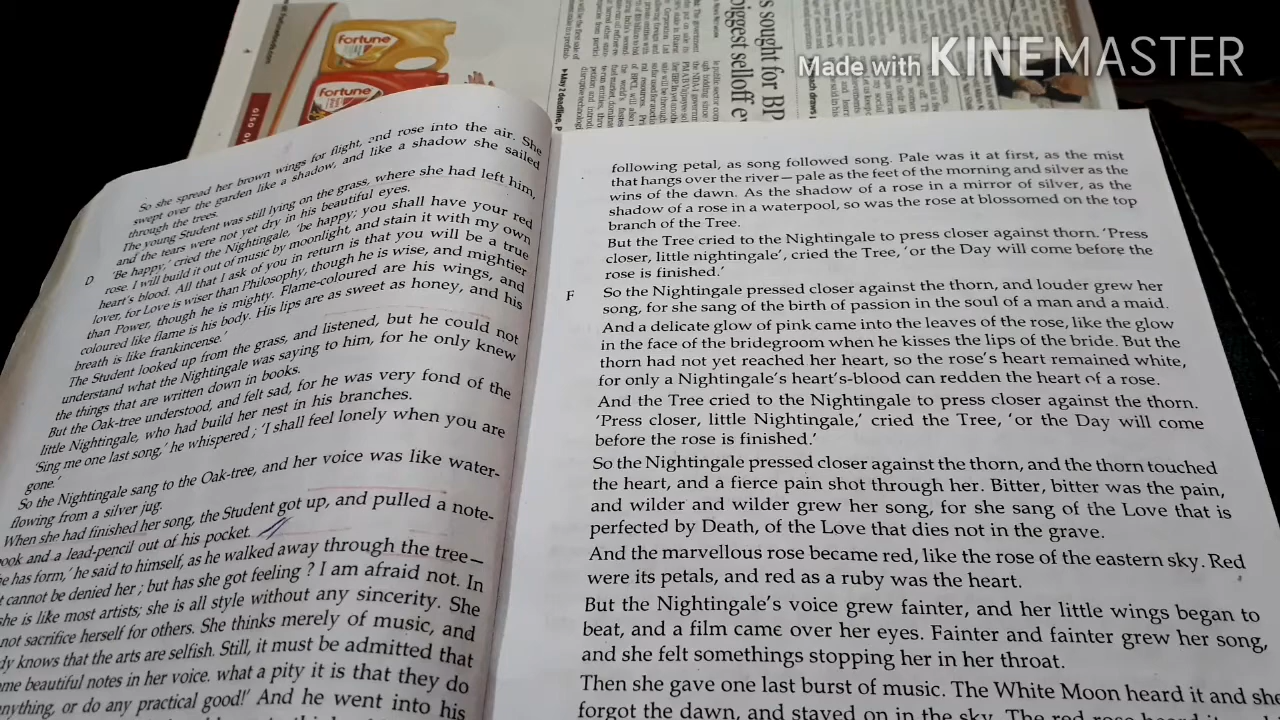 Made with KINEMASTER
fortune
fortune
s sought for BP
biggest selloff e
May 2 deadline, P
So she spread her brown wings for flight, and rose into the air. She
swept over the garden like a shadow, and like a shadow she sailed
through the trees.
The young Student was still lying on the grass, where she had left him,
and the tears were not yet dry in his beautiful eyes.
D 'Be happy,' cried the Nightingale, 'be happy; you shall have your red
rose. I will build it out of music by moonlight, and stain it with my own
heart's blood. All that I ask of you in return is that you will be a true
lover, for Love is wiser than Philosophy, though he is wise, and mightier
than Power, though he is mighty. Flame-coloured are his wings, and
coloured like flame is his body. His lips are as sweet as honey, and his
breath is like frankincense.'
The Student looked up from the grass, and listened, but he could not
understand what the Nightingale was saying to him, for he only knew
the things that are written down in books.
But the Oak-tree understood, and felt sad, for he was very fond of the
little Nightingale, who had build her nest in his branches.
'Sing me one last song,' he whispered ; 'I shall feel lonely when you are
gone.'
So the Nightingale sang to the Oak-tree, and her voice was like water-
flowing from a silver jug.
When she had finished her song, the Student got up, and pulled a note-
ook and a lead-pencil out of his pocket.
e has form,' he said to himself, as he walked away through the tree—
t cannot be denied her ; but has she got feeling ? I am afraid not. In
she is like most artists; she is all style without any sincerity. She
not sacrifice herself for others. She thinks merely of music, and
dy knows that the arts are selfish. Still, it must be admitted that
me beautiful notes in her voice. what a pity it is that they do
anything, or do any practical good!' And he went into his
following petal, as song followed song. Pale was it at first, as the mist
that hangs over the river—pale as the feet of the morning and silver as the
wins of the dawn. As the shadow of a rose in a mirror of silver, as the
shadow of a rose in a waterpool, so was the rose at blossomed on the top
branch of the Tree.
But the Tree cried to the Nightingale to press closer against thorn. 'Press
closer, little nightingale', cried the Tree, 'or the Day will come before the
rose is finished.'
F So the Nightingale pressed closer against the thorn, and louder grew her
song, for she sang of the birth of passion in the soul of a man and a maid.
And a delicate glow of pink came into the leaves of the rose, like the glow
in the face of the bridegroom when he kisses the lips of the bride. But the
thorn had not yet reached her heart, so the rose's heart remained white,
for only a Nightingale's heart's-blood can redden the heart of a rose.
And the Tree cried to the Nightingale to press closer against the thorn.
'Press closer, little Nightingale,' cried the Tree, 'or the Day will come
before the rose is finished.'
So the Nightingale pressed closer against the thorn, and the thorn touched
the heart, and a fierce pain shot through her. Bitter, bitter was the pain,
and wilder and wilder grew her song, for she sang of the Love that is
perfected by Death, of the Love that dies not in the grave.
And the marvellous rose became red, like the rose of the eastern sky. Red
were its petals, and red as a ruby was the heart.
But the Nightingale's voice grew fainter, and her little wings began to
beat, and a film came over her eyes. Fainter and fainter grew her song,
and she felt somethings stopping her in her throat.
Then she gave one last burst of music. The White Moon heard it and she
forgot the dawn, and stayed on in the sky. The red rose heard it